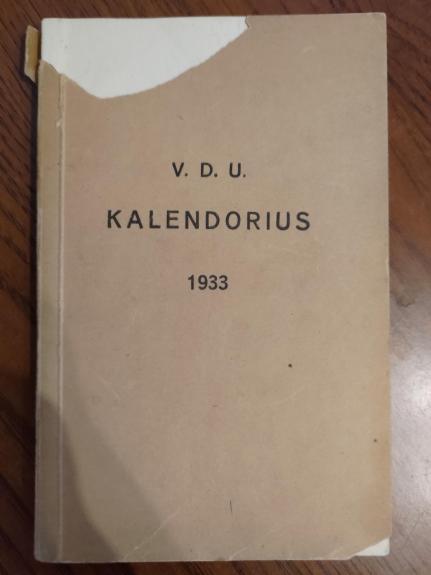 V. D. U.
KALENDORIUS
1933